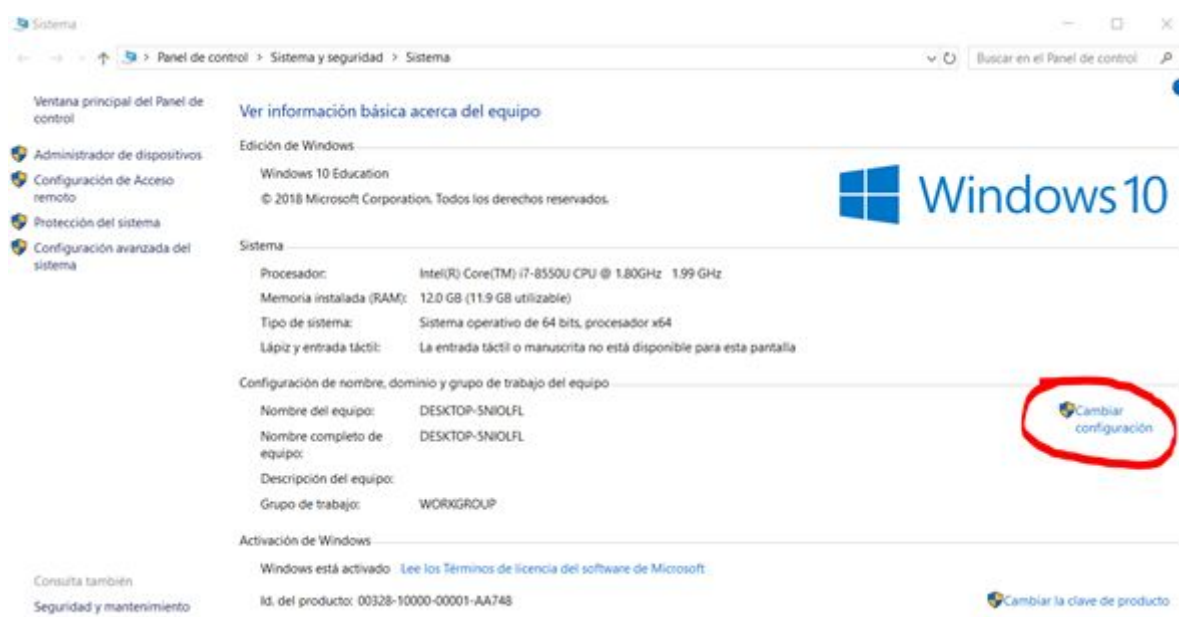 Sistema
Panel de control > Sistema y seguridad > Sistema
Buscar en el Panel de control
Ventana principal del Panel de
control
Administrador de dispositivos
Configuración de Acceso
remoto
Protección del sistema
Configuración avanzada del
sistema
Consulta también
Seguridad y mantenimiento
Ver información básica acerca del equipo
Edición de Windows
Windows 10 Education
© 2018 Microsoft Corporation. Todos los derechos reservados.
Windows 10
Sistema
Procesador: Intel(R) Core(TM) i7-8550U CPU @ 1.80GHz 1.99 GHz
Memoria instalada (RAM): 12.0 GB (11.9 GB utilizable)
Tipo de sistema: Sistema operativo de 64 bits, procesador x64
Lápiz y entrada táctil: La entrada táctil o manuscrita no está disponible para esta pantalla
Configuración de nombre, dominio y grupo de trabajo del equipo
Nombre del equipo: DESKTOP-5NIOLFL
Cambiar
configuración
Nombre completo de DESKTOP-5NIOLFL
equipo:
Descripción del equipo:
Grupo de trabajo: WORKGROUP
Activación de Windows
Windows está activado Lee los Términos de licencia del software de Microsoft
Id. del producto: 00328-10000-00001-AA748
Cambiar la clave de producto